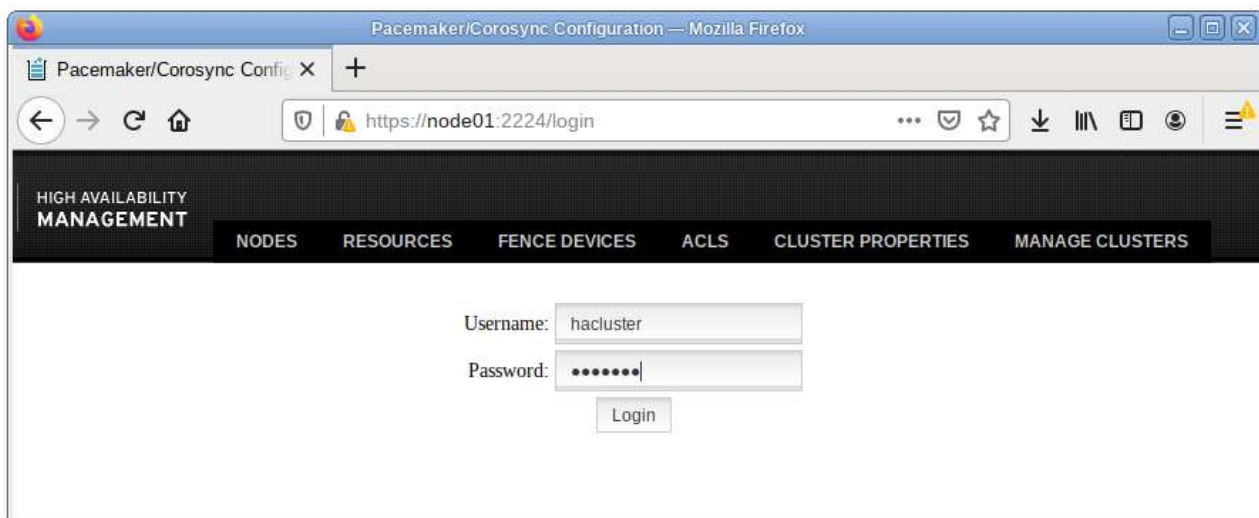 Pacemaker/Corosync Configuration — Mozilla Firefox
Pacemaker/Corosync Config
https://node01:2224/login
HIGH AVAILABILITY
MANAGEMENT
NODES RESOURCES FENCE DEVICES ACLS CLUSTER PROPERTIES MANAGE CLUSTERS
Username: hacluster
Password: •••••••
Login